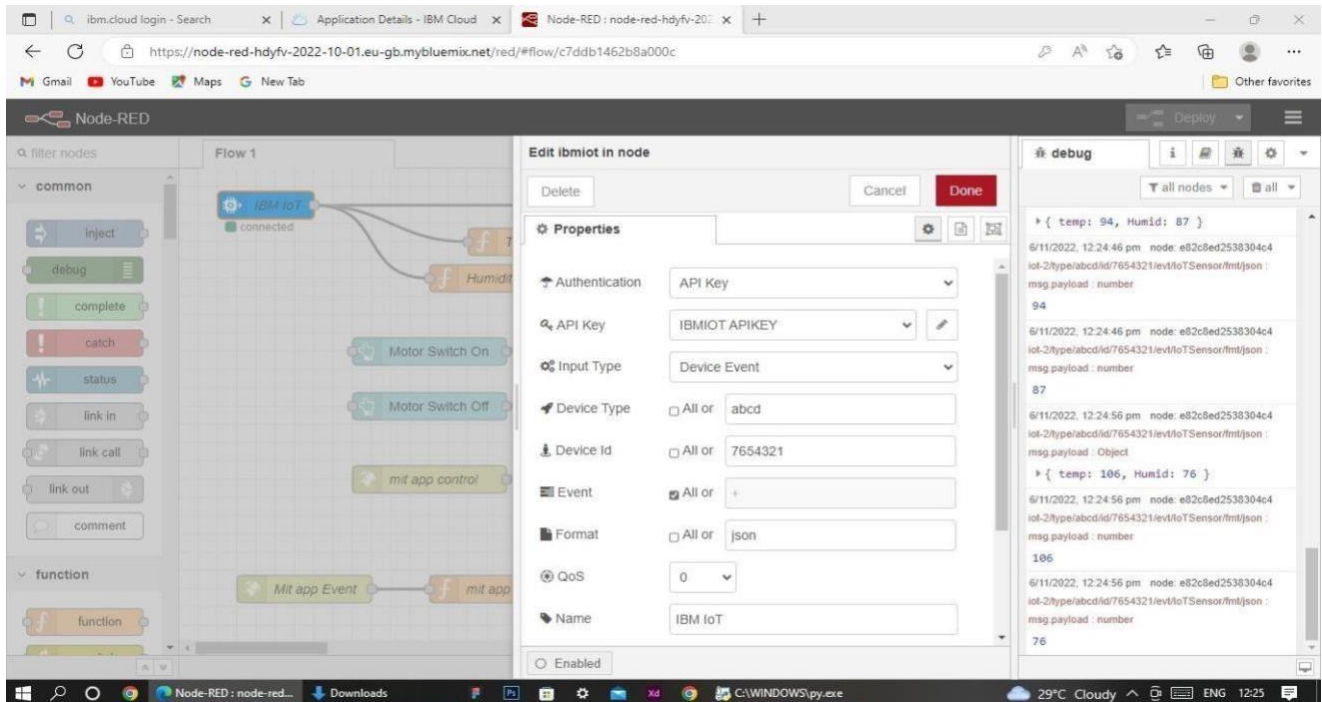 ibm.cloud login - Search
Application Details - IBM Cloud
Node-RED : node-red-hdyfv-202
https://node-red-hdyfv-2022-10-01.eu-gb.mybluemix.net/red/#flow/c7ddb1462b8a000c
Gmail YouTube Maps New Tab
Other favorites
Node-RED
Deploy
filter nodes
common
inject
debug
complete
catch
status
link in
link call
link out
comment
function
function
Flow 1
IBM IoT
connected
Humidit
Motor Switch On
Motor Switch Off
mit app control
Mit app Event
mit app
Edit ibmiot in node
Delete Cancel Done
Properties
Authentication API Key
API Key IBMIOT APIKEY
Input Type Device Event
Device Type All or abcd
Device Id All or 7654321
Event All or +
Format All or json
QoS 0
Name IBM IoT
Enabled
debug
all nodes all
{ temp: 94, Humid: 87 }
6/11/2022, 12:24:46 pm node: e82c8ed2538304c4
iot-2/type/abcd/id/7654321/evt/IoTSensor/fmt/json :
msg.payload : number
94
6/11/2022, 12:24:46 pm node: e82c8ed2538304c4
iot-2/type/abcd/id/7654321/evt/IoTSensor/fmt/json :
msg.payload : number
87
6/11/2022, 12:24:56 pm node: e82c8ed2538304c4
iot-2/type/abcd/id/7654321/evt/IoTSensor/fmt/json :
msg.payload : Object
{ temp: 106, Humid: 76 }
6/11/2022, 12:24:56 pm node: e82c8ed2538304c4
iot-2/type/abcd/id/7654321/evt/IoTSensor/fmt/json :
msg.payload : number
106
6/11/2022, 12:24:56 pm node: e82c8ed2538304c4
iot-2/type/abcd/id/7654321/evt/IoTSensor/fmt/json :
msg.payload : number
76
Node-RED : node-red... Downloads C:\WINDOWS\py.exe 29°C Cloudy ENG 12:25